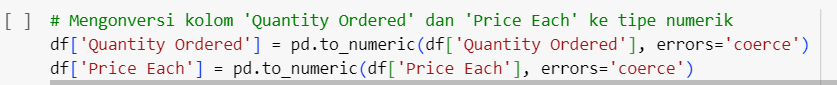 [ ] # Mengonversi kolom 'Quantity Ordered' dan 'Price Each' ke tipe numerik
df['Quantity Ordered'] = pd.to_numeric(df['Quantity Ordered'], errors='coerce')
df['Price Each'] = pd.to_numeric(df['Price Each'], errors='coerce')